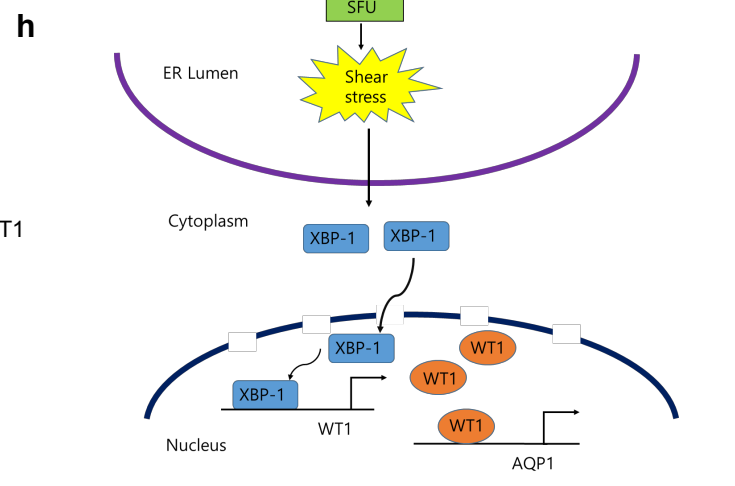 h
SFU
ER Lumen
Shear
stress
Cytoplasm
T1
XBP-1
XBP-1
XBP-1
WT1
WT1
XBP-1
WT1
WT1
Nucleus
AQP1